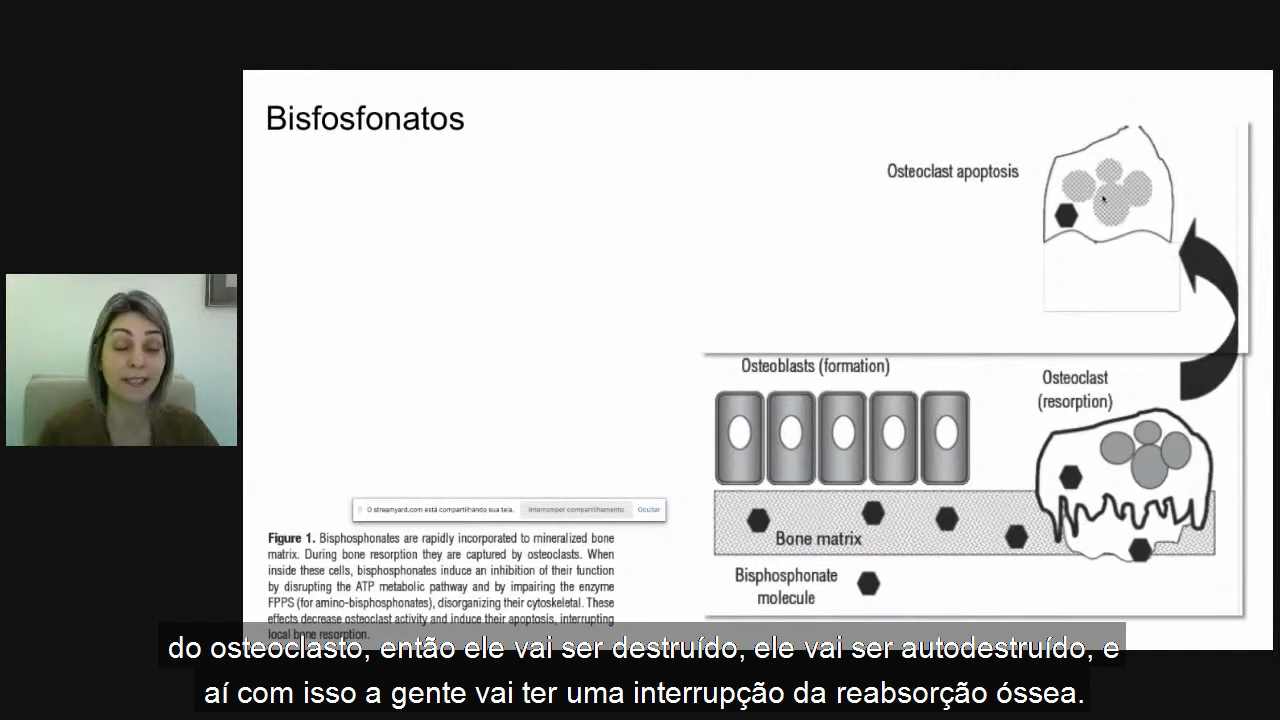 Bisfosfonatos
Osteoclast apoptosis
Osteoblasts (formation)
Osteoclast
(resorption)
Bone matrix
Bisphosphonate
molecule
O streamyard.com está compartilhando sua tela. Interromper compartilhamento Ocultar
Figure 1. Bisphosphonates are rapidly incorporated to mineralized bone
matrix. During bone resorption they are captured by osteoclasts. When
inside these cells, bisphosphonates induce an inhibition of their function
by disrupting the ATP metabolic pathway and by impairing the enzyme
FPPS (for amino-bisphosphonates), disorganizing their cytoskeletal. These
effects decrease osteoclast activity and induce their apoptosis, interrupting
local bone resorption.
do osteoclasto, então ele vai ser destruído, ele vai ser autodestruído, e
aí com isso a gente vai ter uma interrupção da reabsorção óssea.